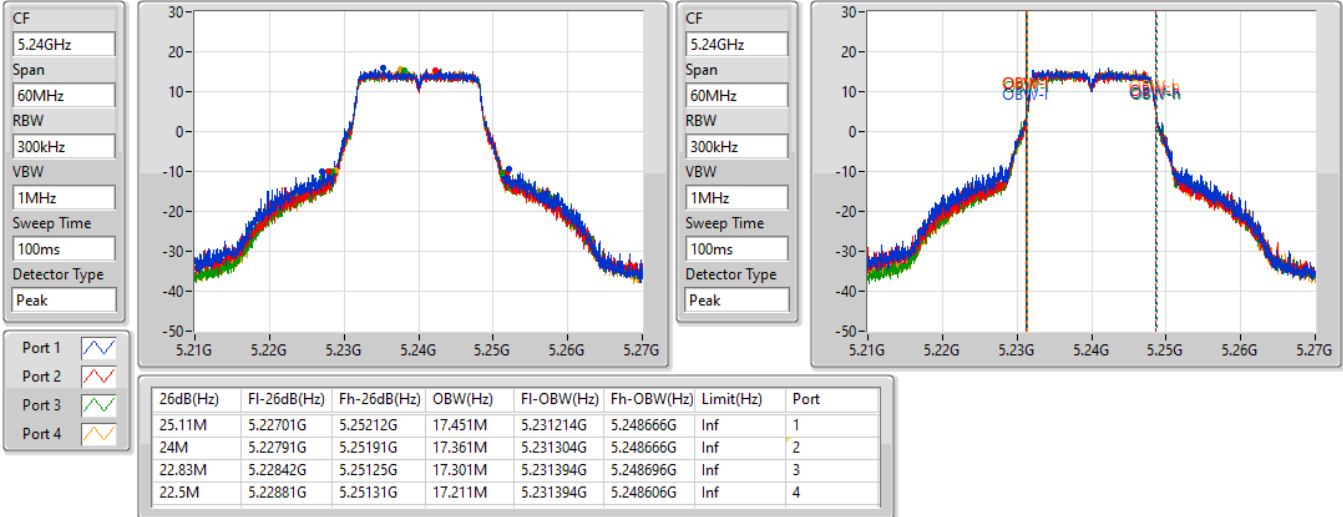 CF
5.24GHz
Span
60MHz
RBW
300kHz
VBW
1MHz
Sweep Time
100ms
Detector Type
Peak
30
20
10
0
-10
-20
-30
-40
-50
5.21G 5.22G 5.23G 5.24G 5.25G 5.26G 5.27G
CF
5.24GHz
Span
60MHz
RBW
300kHz
VBW
1MHz
Sweep Time
100ms
Detector Type
Peak
30
20
10
0
-10
-20
-30
-40
-50
OBW-l OBW-h
5.21G 5.22G 5.23G 5.24G 5.25G 5.26G 5.27G
Port 1
Port 2
Port 3
Port 4
26dB(Hz) Fl-26dB(Hz) Fh-26dB(Hz) OBW(Hz) Fl-OBW(Hz) Fh-OBW(Hz) Limit(Hz) Port
25.11M 5.22701G 5.25212G 17.451M 5.231214G 5.248666G Inf 1
24M 5.22791G 5.25191G 17.361M 5.231304G 5.248666G Inf 2
22.83M 5.22842G 5.25125G 17.301M 5.231394G 5.248696G Inf 3
22.5M 5.22881G 5.25131G 17.211M 5.231394G 5.248606G Inf 4